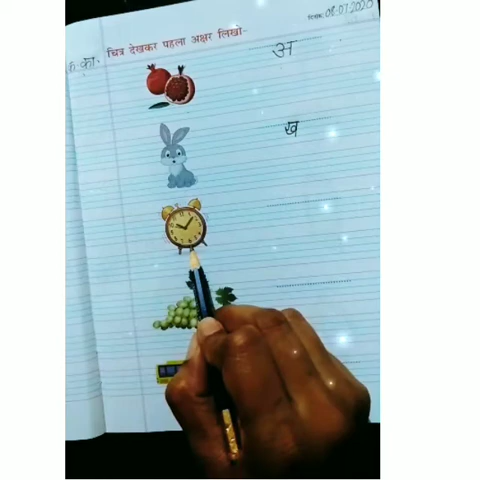 दिनांक 08-07-2020
चित्र देखकर पहला अक्षर लिखो-
अ
ख